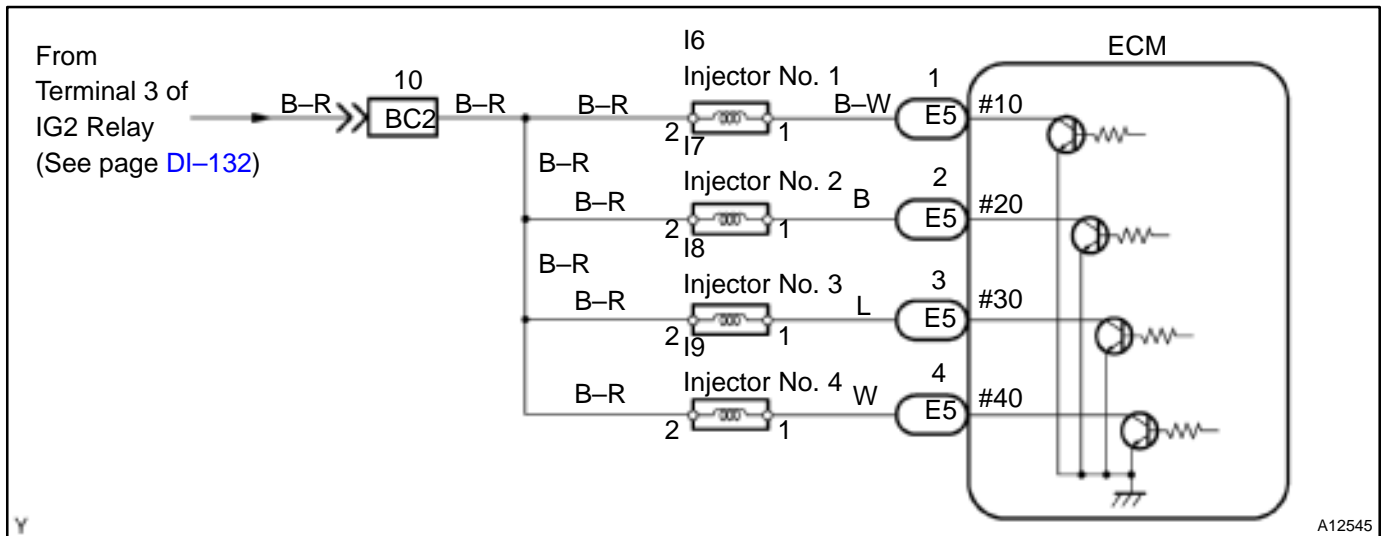 From
Terminal 3 of
IG2 Relay
(See page DI–132)
B–R
10
BC2
B–R
B–R
I6
Injector No. 1
2
1
B–W
1
E5
#10
ECM
B–R
I7
Injector No. 2
B–R
2
1
B
2
E5
#20
B–R
I8
Injector No. 3
B–R
2
1
L
3
E5
#30
I9
Injector No. 4
B–R
2
1
W
4
E5
#40
Y
A12545